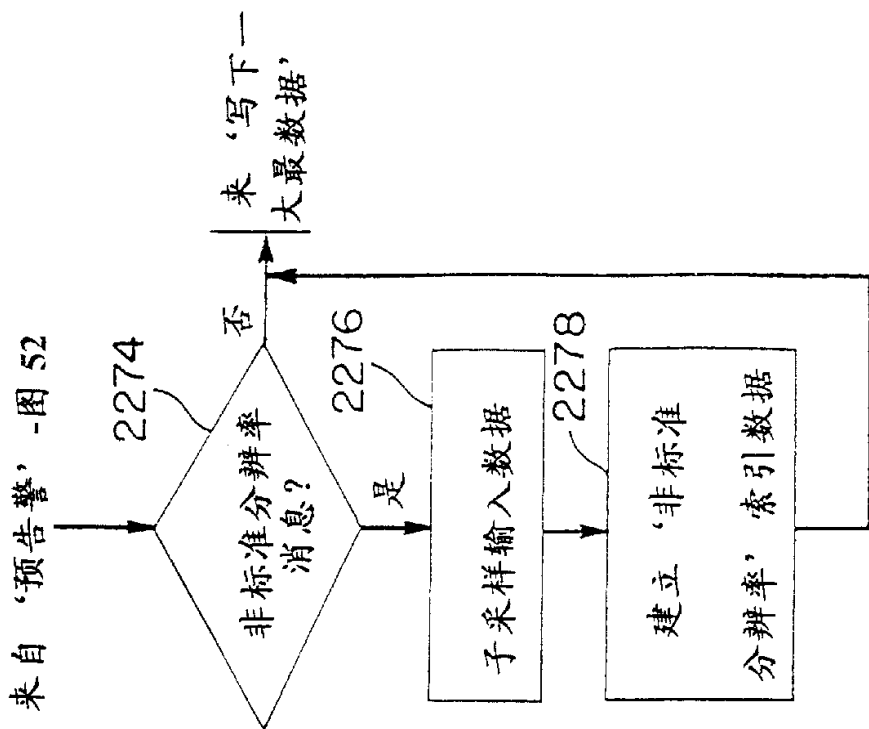 来自 ‘预告警’ -图 52
2274
非标准分辨率
消息?
否
来 ‘写下一
大最数据’
是
2276
子采样输入数据
2278
建立 ‘非标准
分辨率’ 索引数据